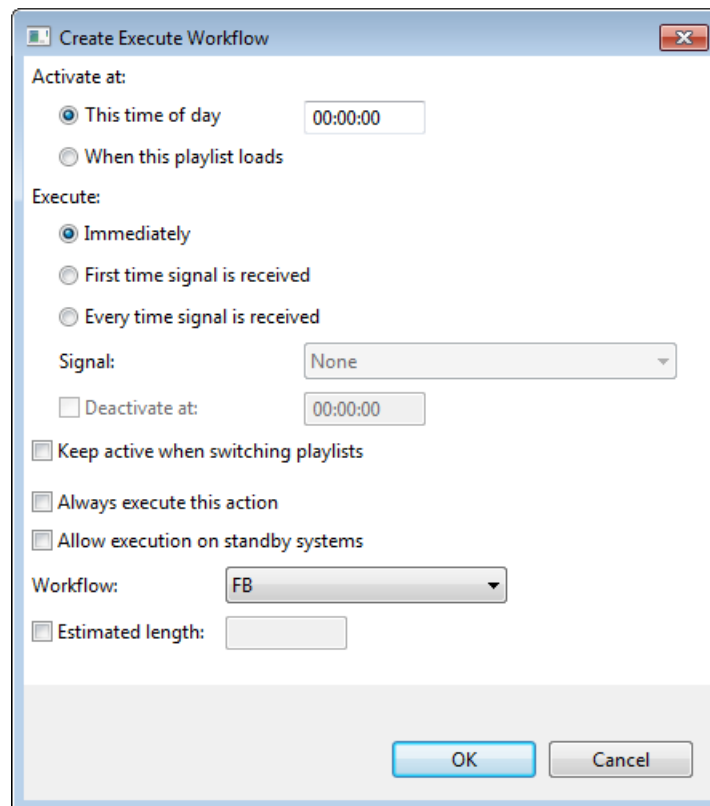 Create Execute Workflow
Activate at:
This time of day 00:00:00
When this playlist loads
Execute:
Immediately
First time signal is received
Every time signal is received
Signal: None
Deactivate at: 00:00:00
Keep active when switching playlists
Always execute this action
Allow execution on standby systems
Workflow: FB
Estimated length:
OK Cancel